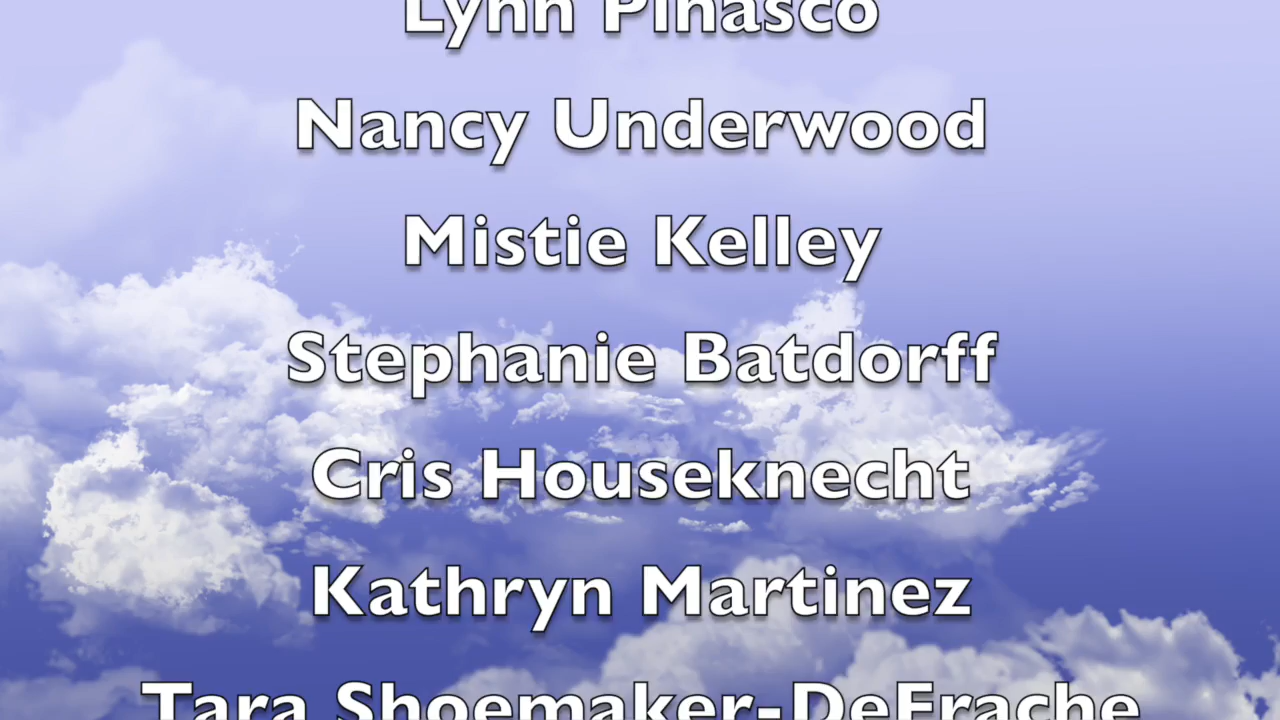 Lynn Pinasco
Nancy Underwood
Mistie Kelley
Stephanie Batdorff
Cris Houseknecht
Kathryn Martinez
Tara Shoemaker-DeFrache